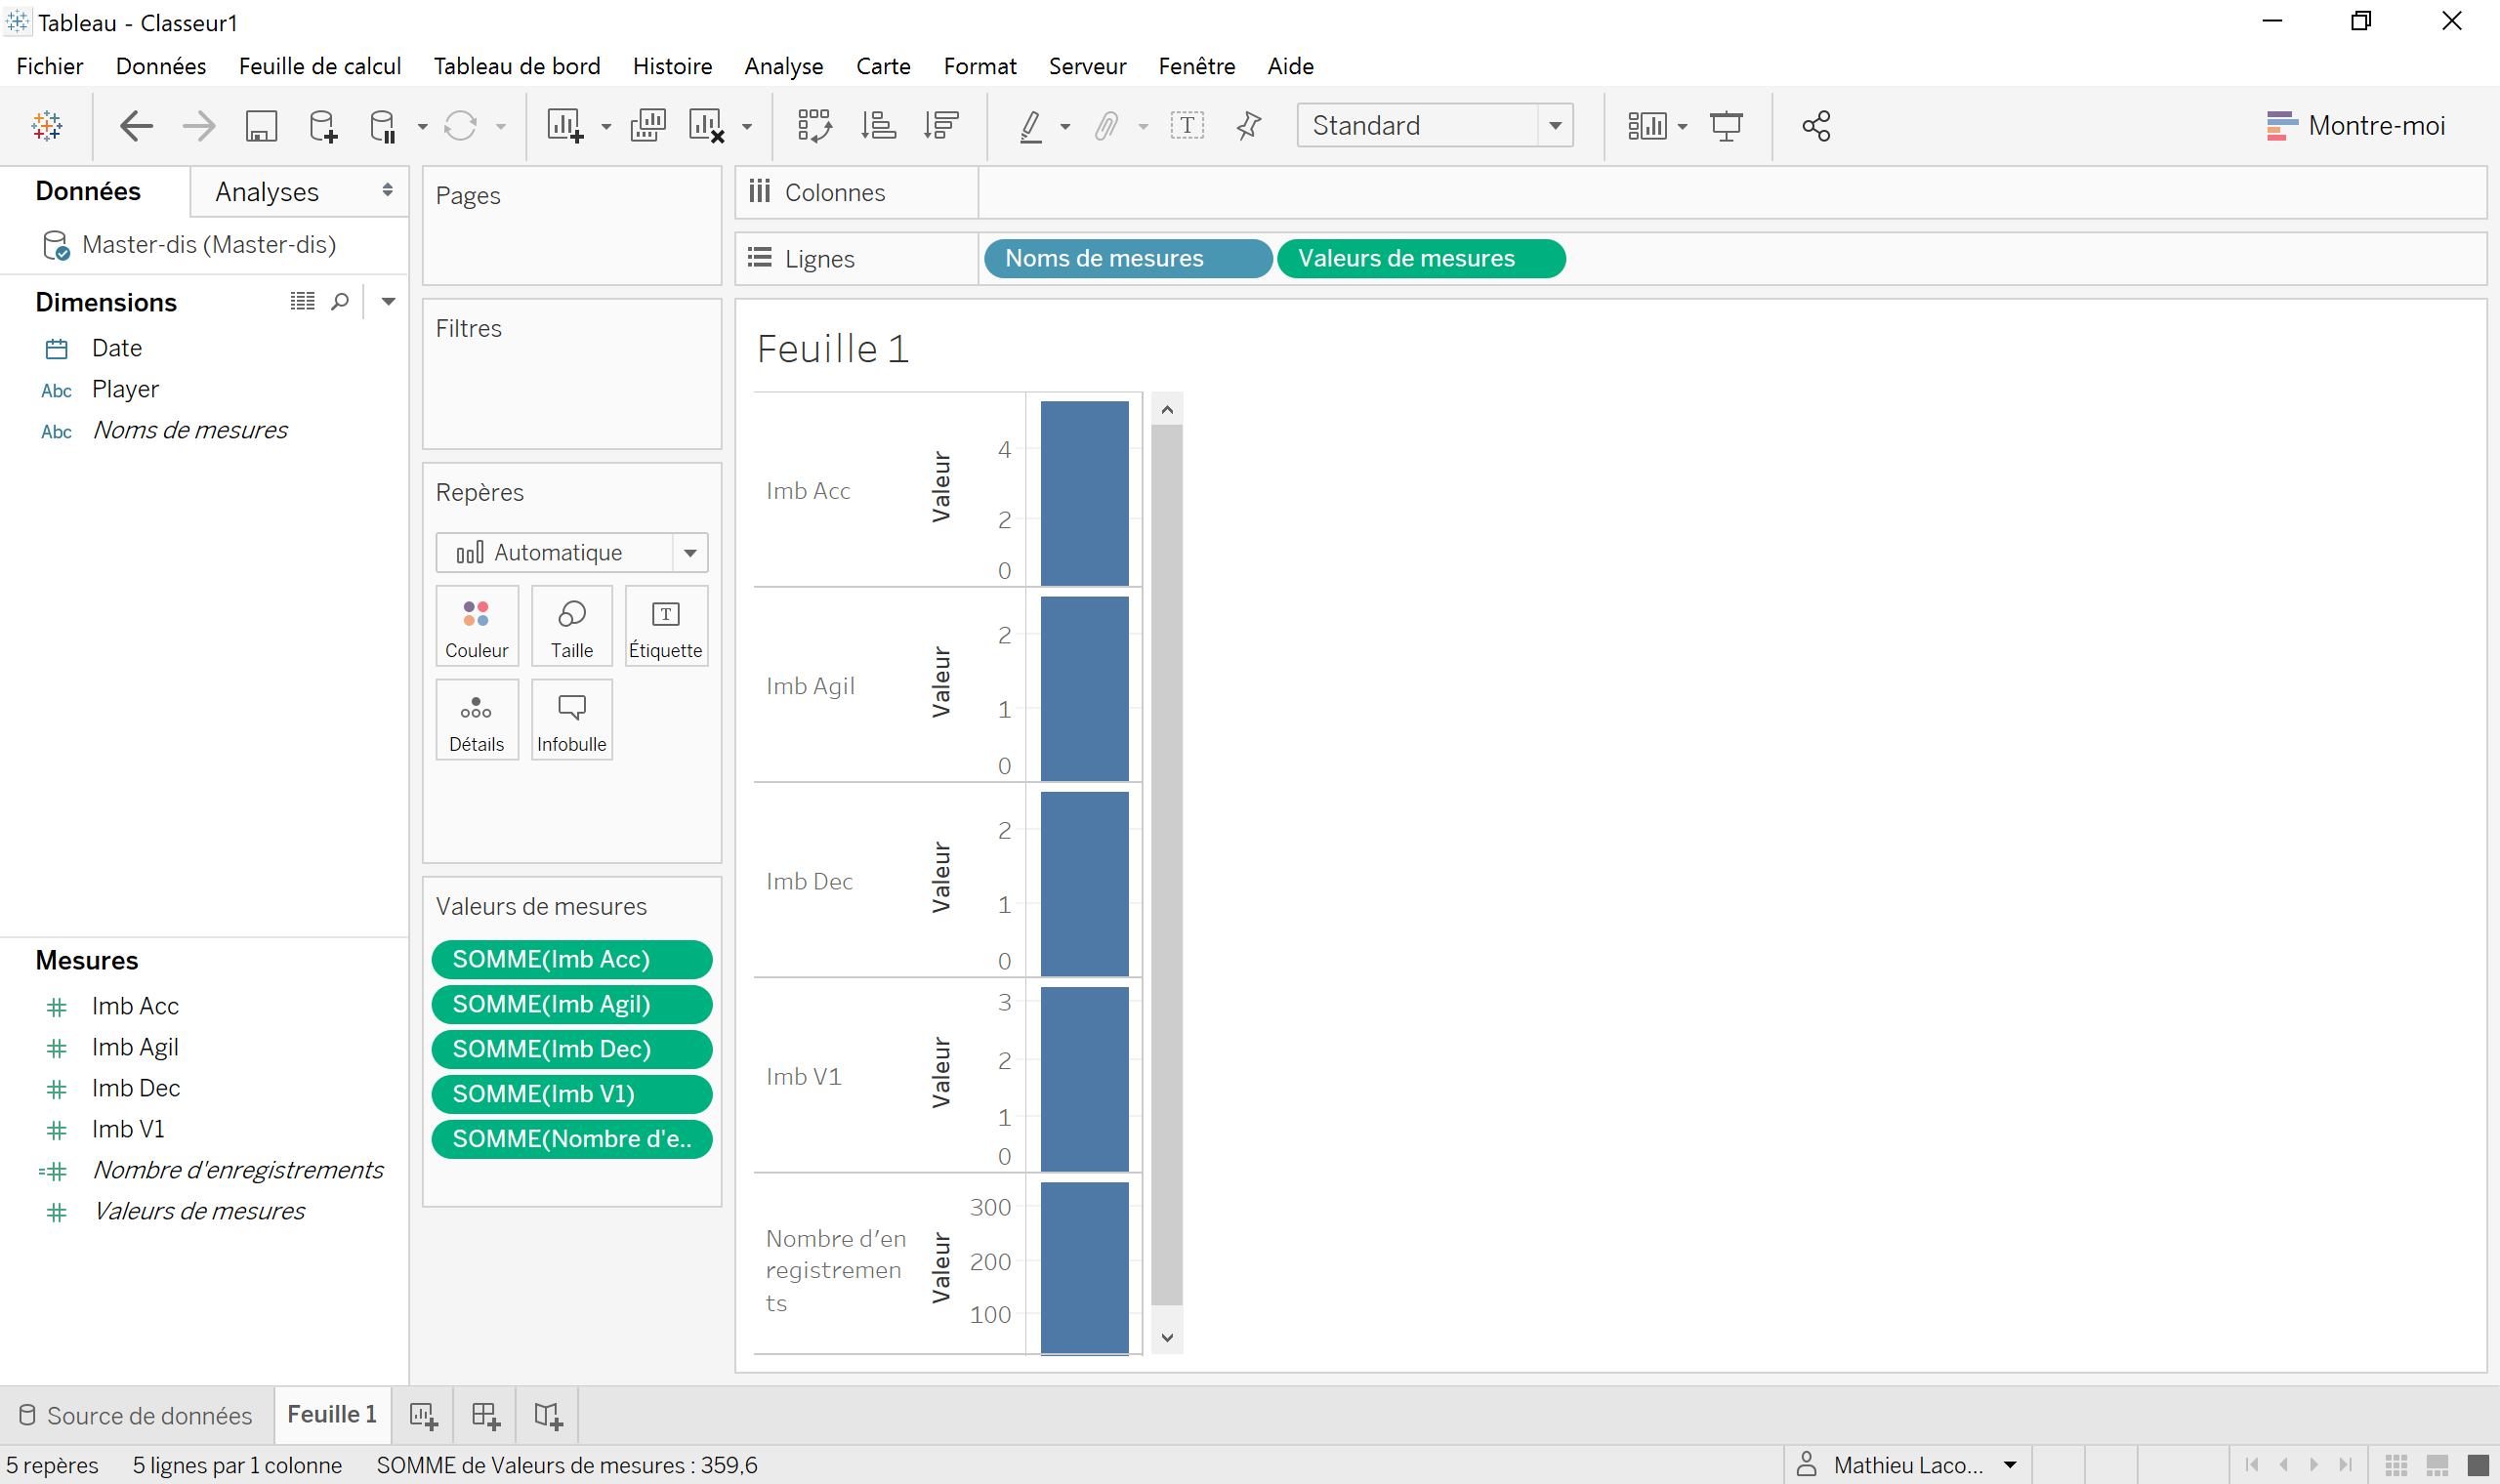 Tableau - Classeur1
Fichier Données Feuille de calcul Tableau de bord Histoire Analyse Carte Format Serveur Fenêtre Aide
Standard
Montre-moi
Données
Analyses
Master-dis (Master-dis)
Dimensions
Date
Abc Player
Abc Noms de mesures
Mesures
Imb Acc
Imb Agil
Imb Dec
Imb V1
Nombre d'enregistrements
Valeurs de mesures
Pages
Filtres
Repères
Automatique
Couleur
Taille
T
Étiquette
Détails
Infobulle
Valeurs de mesures
SOMME(Imb Acc)
SOMME(Imb Agil)
SOMME(Imb Dec)
SOMME(Imb V1)
SOMME(Nombre d'e..
Colonnes
Lignes
Noms de mesures
Valeurs de mesures
Feuille 1
Imb Acc
Valeur
4
2
0
Imb Agil
Valeur
2
1
0
Imb Dec
Valeur
2
1
0
Imb V1
Valeur
3
2
1
0
Nombre d'en
registremen
ts
Valeur
300
200
100
Source de données
Feuille 1
5 repères
5 lignes par 1 colonne
SOMME de Valeurs de mesures : 359,6
Mathieu Laco...